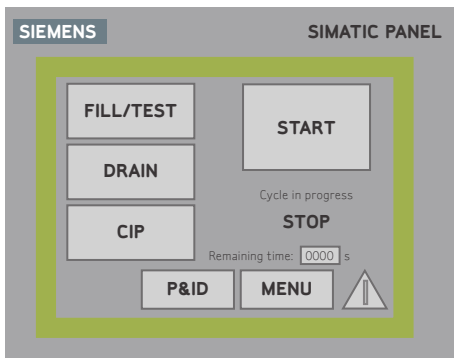 SIEMENS
SIMATIC PANEL
FILL/TEST
START
DRAIN
Cycle in progress
CIP
STOP
Remaining time: 0000 s
P&ID
MENU